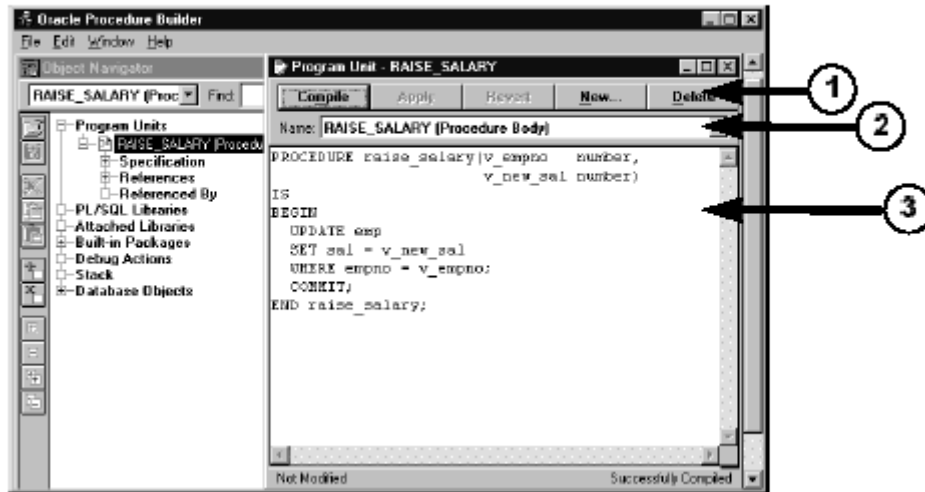 Oracle Procedure Builder
File Edit Window Help
Object Navigator
RAISE_SALARY (Proc
Find:
Program Units
RAISE_SALARY (Procedu
Specification
References
Referenced By
PL/SQL Libraries
Attached Libraries
Built-in Packages
Debug Actions
Stack
Database Objects
Program Unit - RAISE_SALARY
Compile Apply Revert New... Delete
1
Name: RAISE_SALARY (Procedure Body)
2
PROCEDURE raise_salary(v_empno number,
v_new_sal number)
IS
3
BEGIN
UPDATE emp
SET sal = v_new_sal
WHERE empno = v_empno;
COMMIT;
END raise_salary;
Not Modified
Successfully Compiled